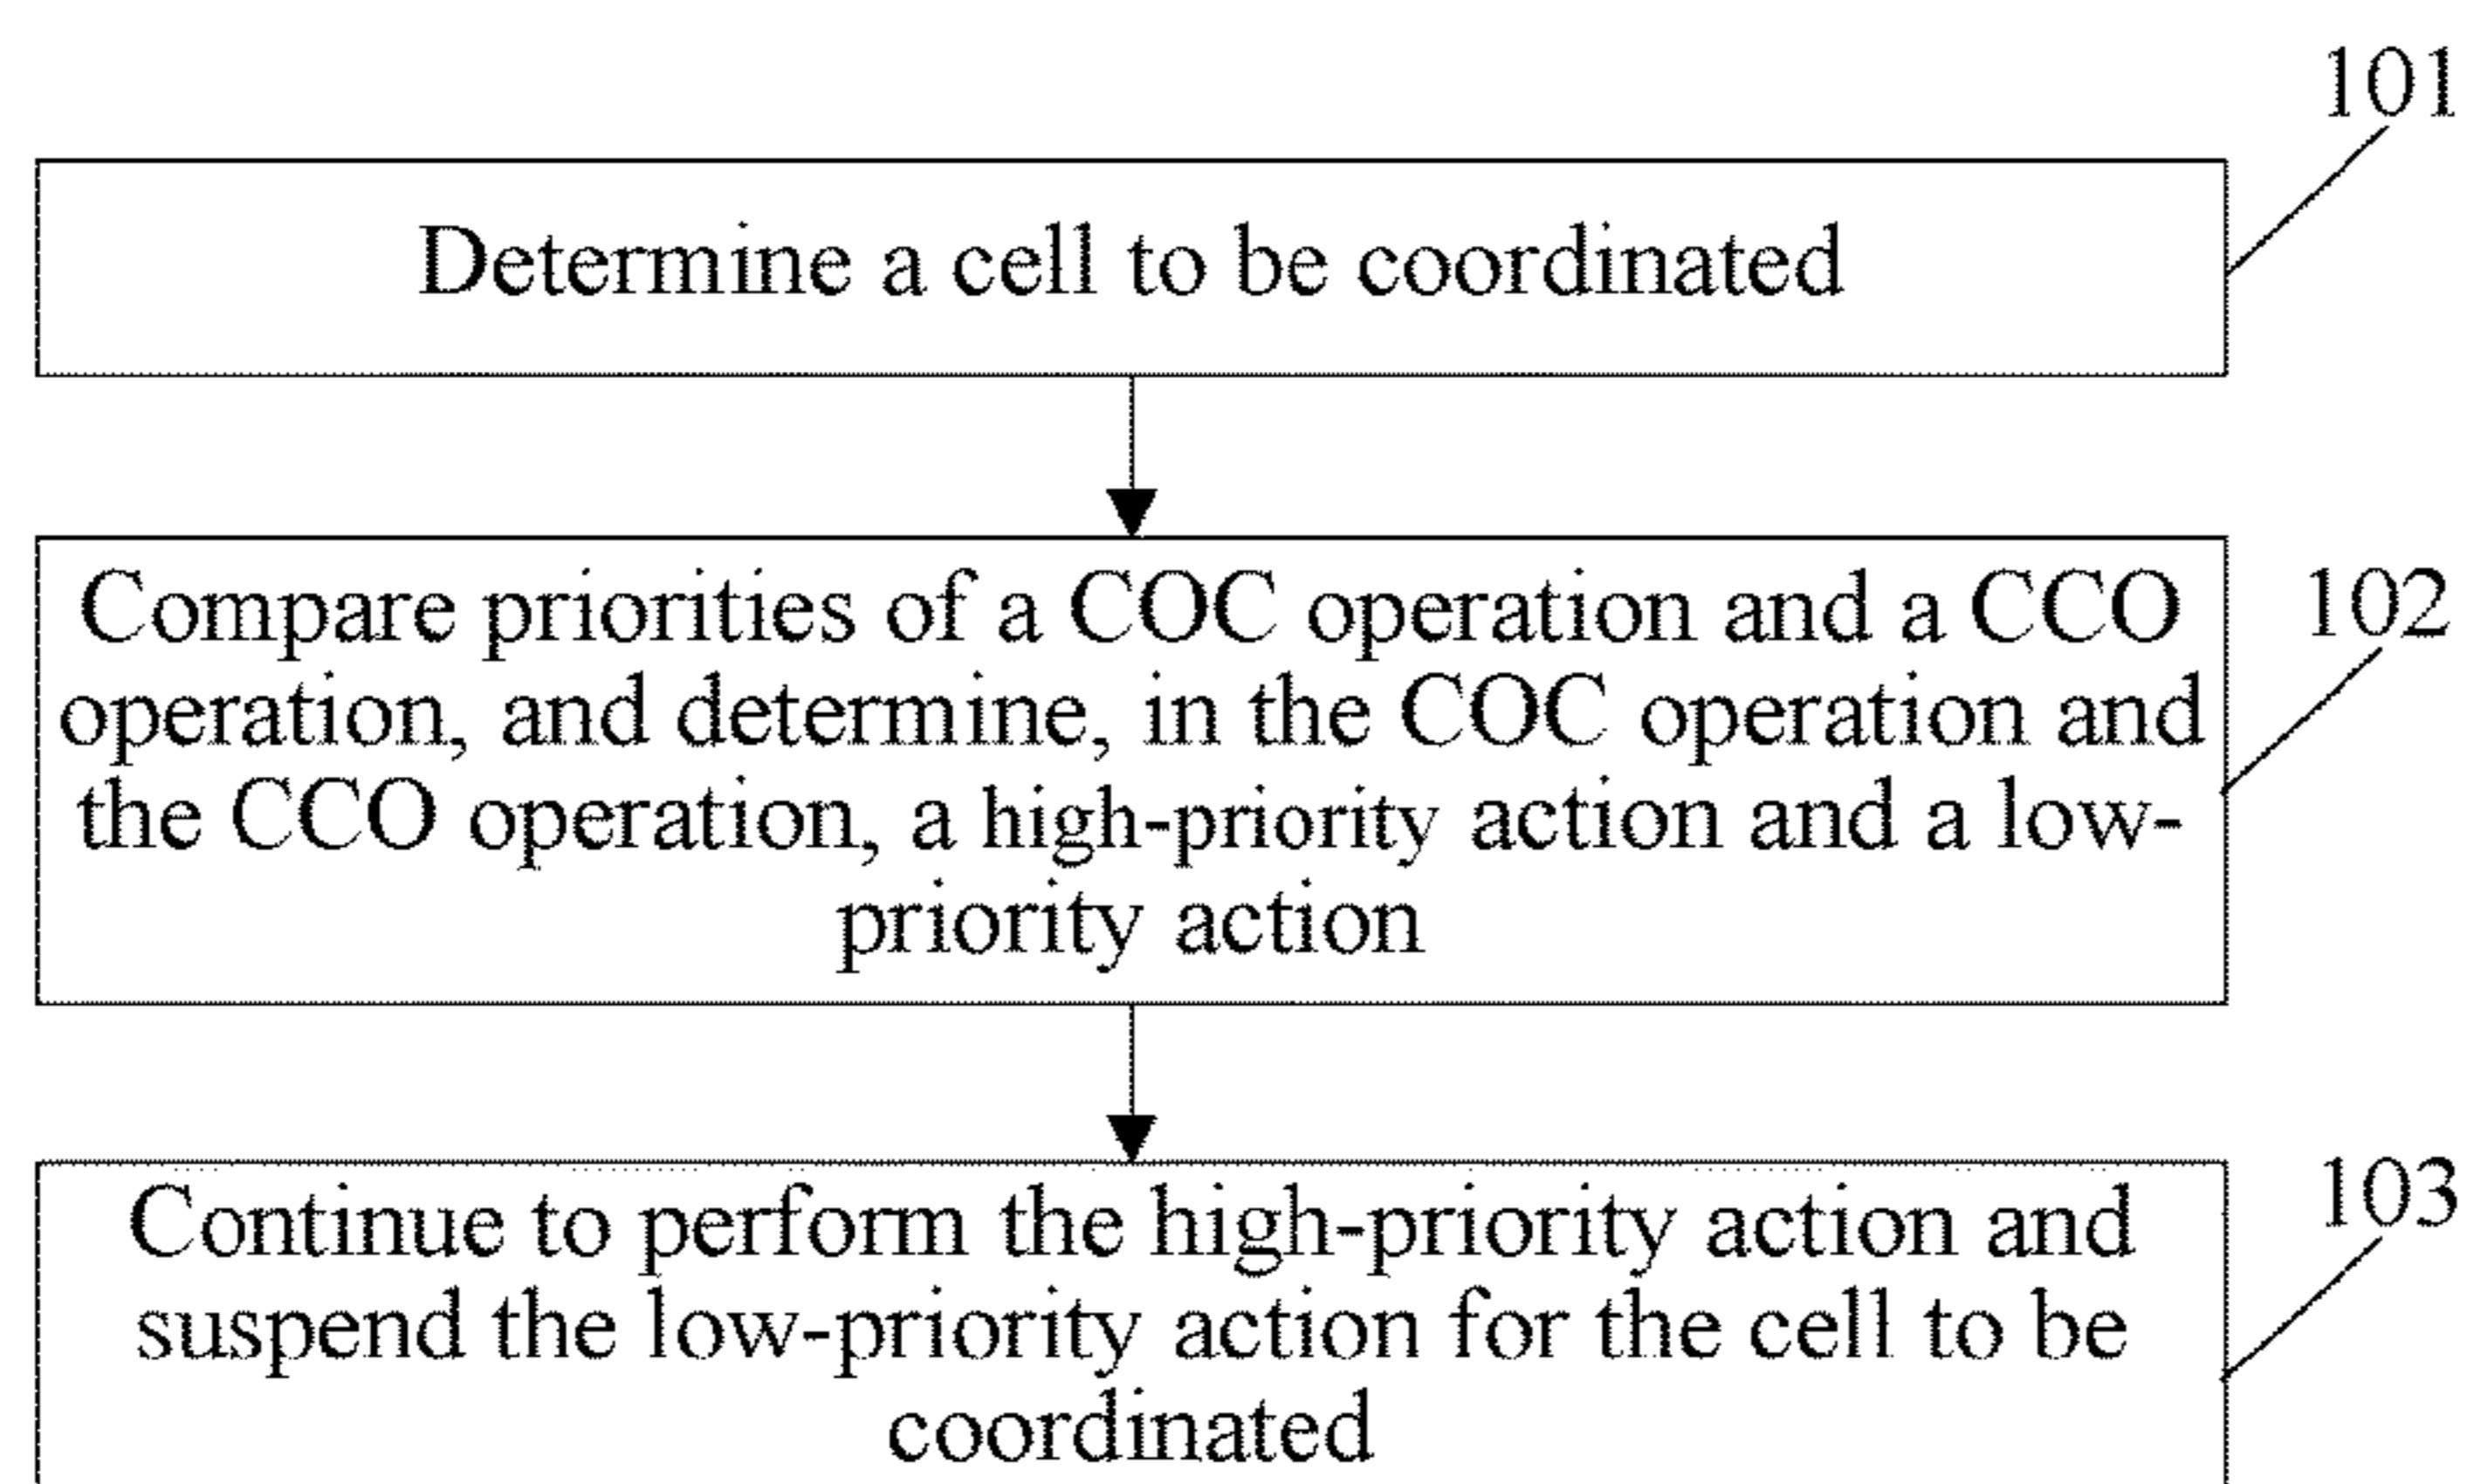 101
Determine a cell to be coordinated
Compare priorities of a COC operation and a CCO
102
operation, and determine, in the COC operation and
the CCO operation, a high-priority action and a low-
priority action
Continue to perform the high-priority action and
103
suspend the low-priority action for the cell to be
coordinated